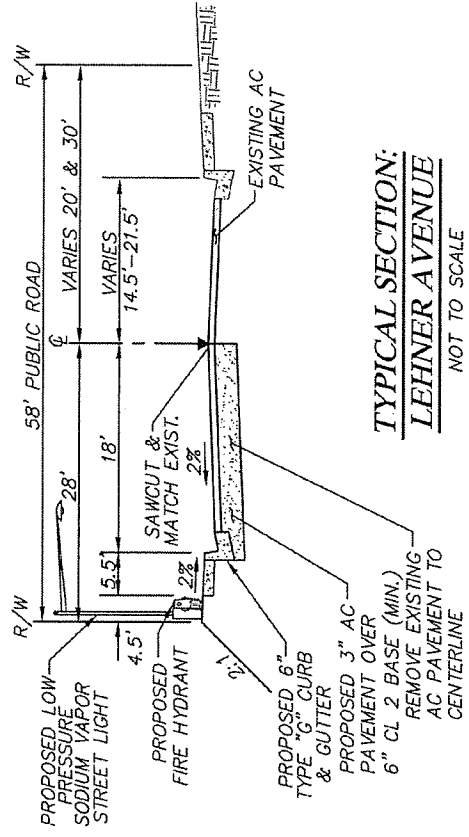 R/W
58' PUBLIC ROAD
R/W
28'
℄
VARIES 20' & 30'
PROPOSED LOW
PRESSURE
SODIUM VAPOR
STREET LIGHT
4.5'
5.5'
18'
VARIES
14.5'-21.5'
PROPOSED
FIRE HYDRANT
SAWCUT &
MATCH EXIST.
2%
2%
EXISTING AC
PAVEMENT
2:1
PROPOSED 6"
TYPE "G" CURB
& GUTTER
PROPOSED 3" AC
PAVEMENT OVER
6" CL 2 BASE (MIN.)
REMOVE EXISTING
AC PAVEMENT TO
CENTERLINE
TYPICAL SECTION:
LEHNER AVENUE
NOT TO SCALE